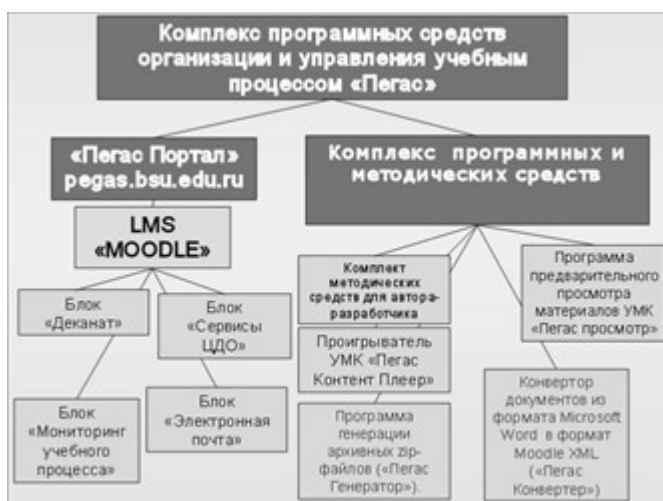 Комплекс программных средств
организации и управления учебным
процессом «Пегас»
«Пегас Портал»
pegas.bsu.edu.ru
Комплекс программных и
методических средств
LMS
«MOODLE»
Блок
«Деканат»
Блок
«Сервисы
ЦДО»
Блок
«Мониторинг
учебного
процесса»
Блок
«Электронная
почта»
Комплект
методических
средств для автора-
разработчика
Проигрыватель
УМК «Пегас
Контент Плеер»
Программа
генерации
архивных zip-
файлов («Пегас
Генератор»).
Программа
предварительного
просмотра
материалов УМК
«Пегас просмотр»
Конвертор
документов из
формата Microsoft
Word в формат
Moodle XML
(«Пегас
Конвертер»)